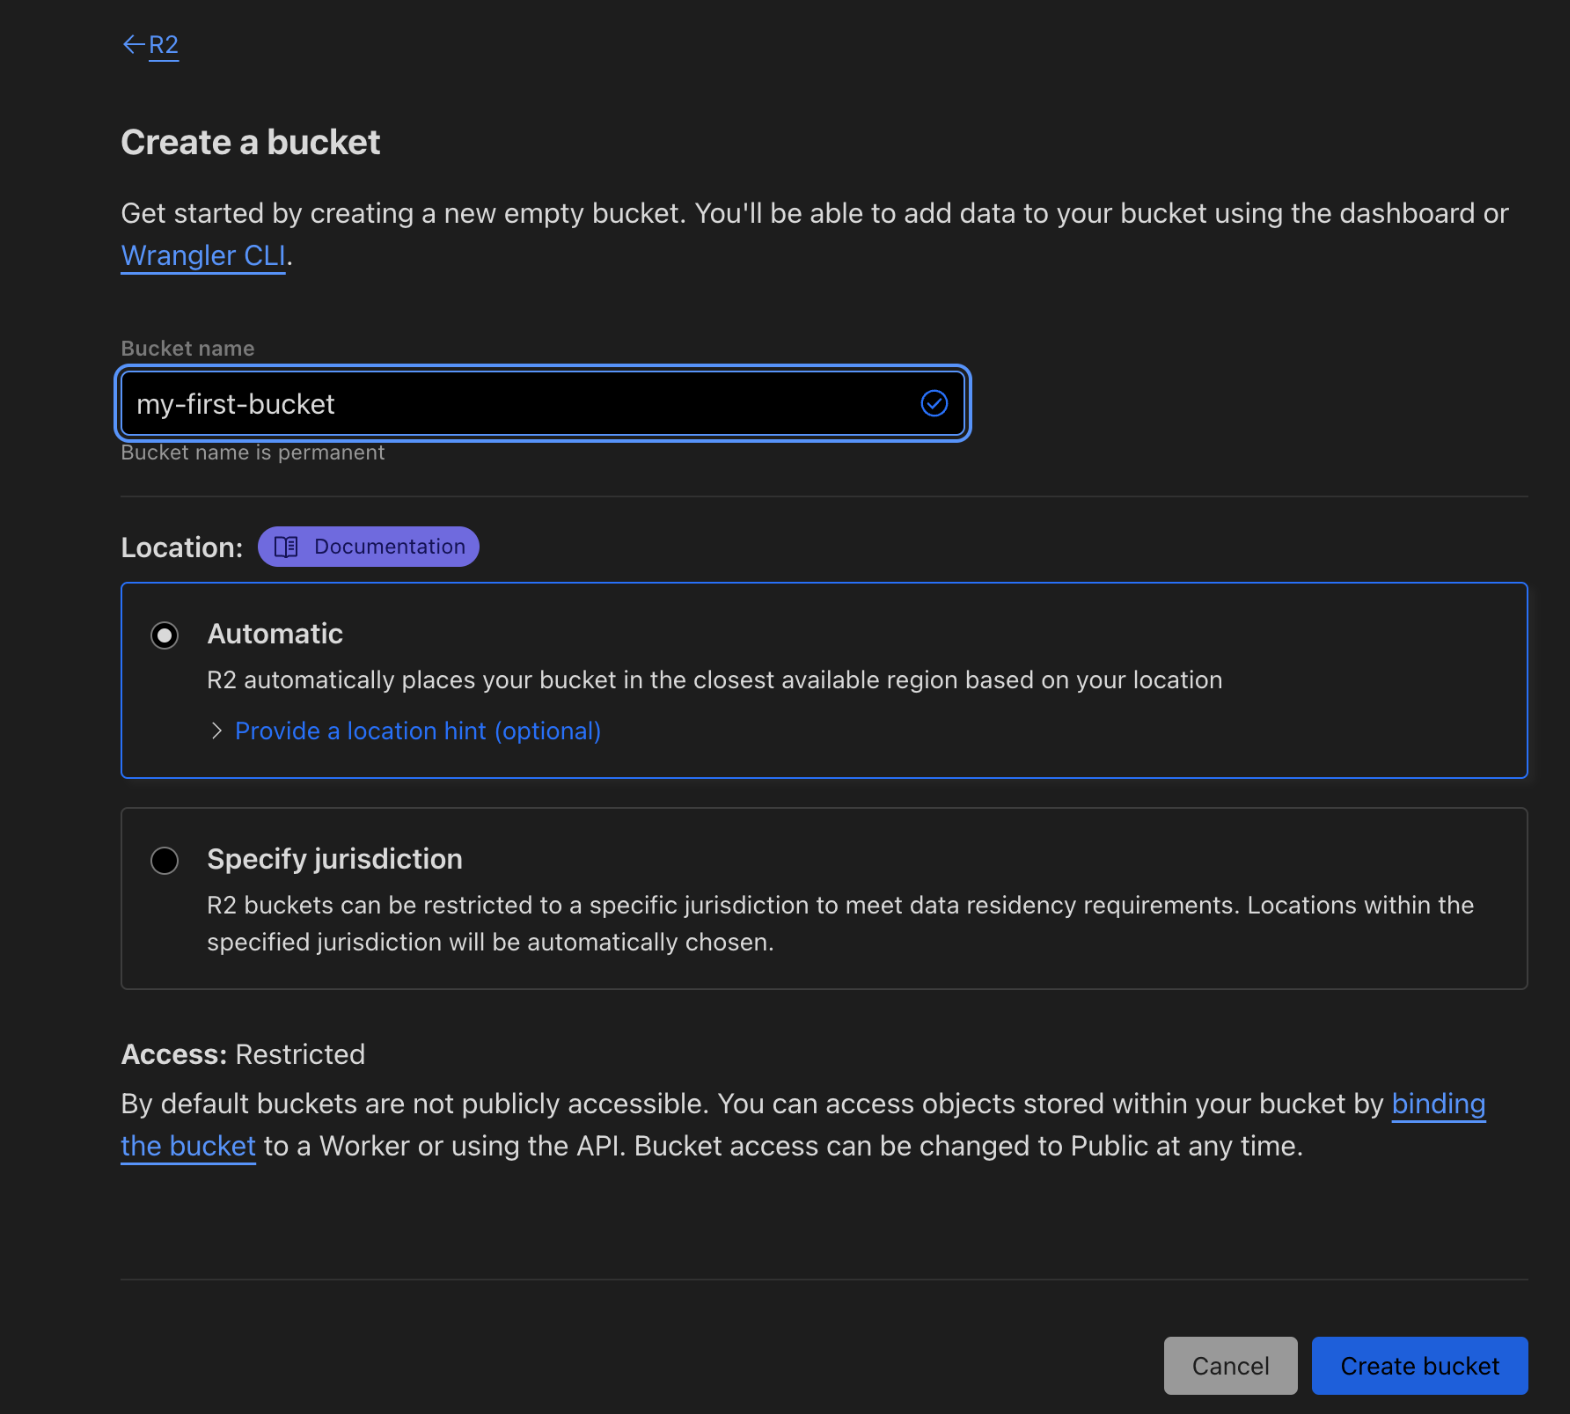 ←R2
Create a bucket
Get started by creating a new empty bucket. You'll be able to add data to your bucket using the dashboard or
Wrangler CLI.
Bucket name
my-first-bucket
Bucket name is permanent
Location: Documentation
Automatic
R2 automatically places your bucket in the closest available region based on your location
Provide a location hint (optional)
Specify jurisdiction
R2 buckets can be restricted to a specific jurisdiction to meet data residency requirements. Locations within the
specified jurisdiction will be automatically chosen.
Access: Restricted
By default buckets are not publicly accessible. You can access objects stored within your bucket by binding
the bucket to a Worker or using the API. Bucket access can be changed to Public at any time.
Cancel Create bucket